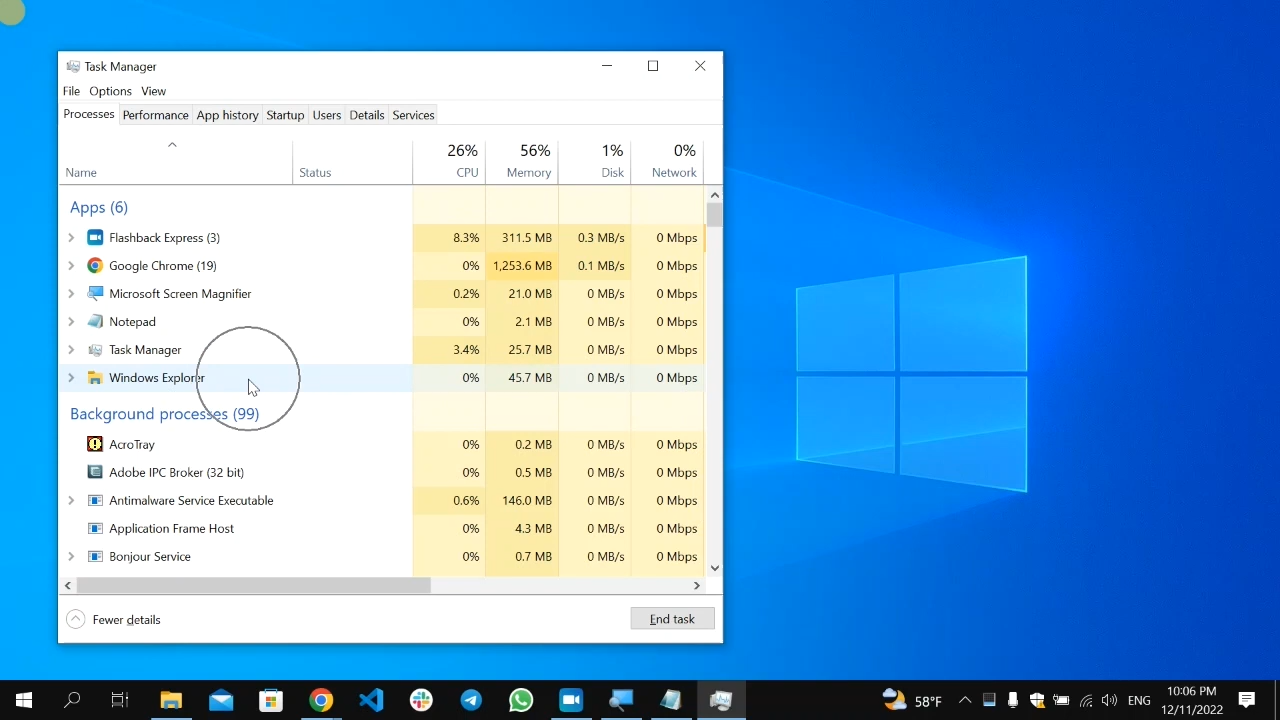 Task Manager
File Options View
Processes Performance App history Startup Users Details Services
26% 56% 1% 0%
Name Status CPU Memory Disk Network
Apps (6)
Flashback Express (3) 8.3% 311.5 MB 0.3 MB/s 0 Mbps
Google Chrome (19) 0% 1,253.6 MB 0.1 MB/s 0 Mbps
Microsoft Screen Magnifier 0.2% 21.0 MB 0 MB/s 0 Mbps
Notepad 0% 2.1 MB 0 MB/s 0 Mbps
Task Manager 3.4% 25.7 MB 0 MB/s 0 Mbps
Windows Explorer 0% 45.7 MB 0 MB/s 0 Mbps
Background processes (99)
AcroTray 0% 0.2 MB 0 MB/s 0 Mbps
Adobe IPC Broker (32 bit) 0% 0.5 MB 0 MB/s 0 Mbps
Antimalware Service Executable 0.6% 146.0 MB 0 MB/s 0 Mbps
Application Frame Host 0% 4.3 MB 0 MB/s 0 Mbps
Bonjour Service 0% 0.7 MB 0 MB/s 0 Mbps
Fewer details End task
58°F ENG 10:06 PM
12/11/2022